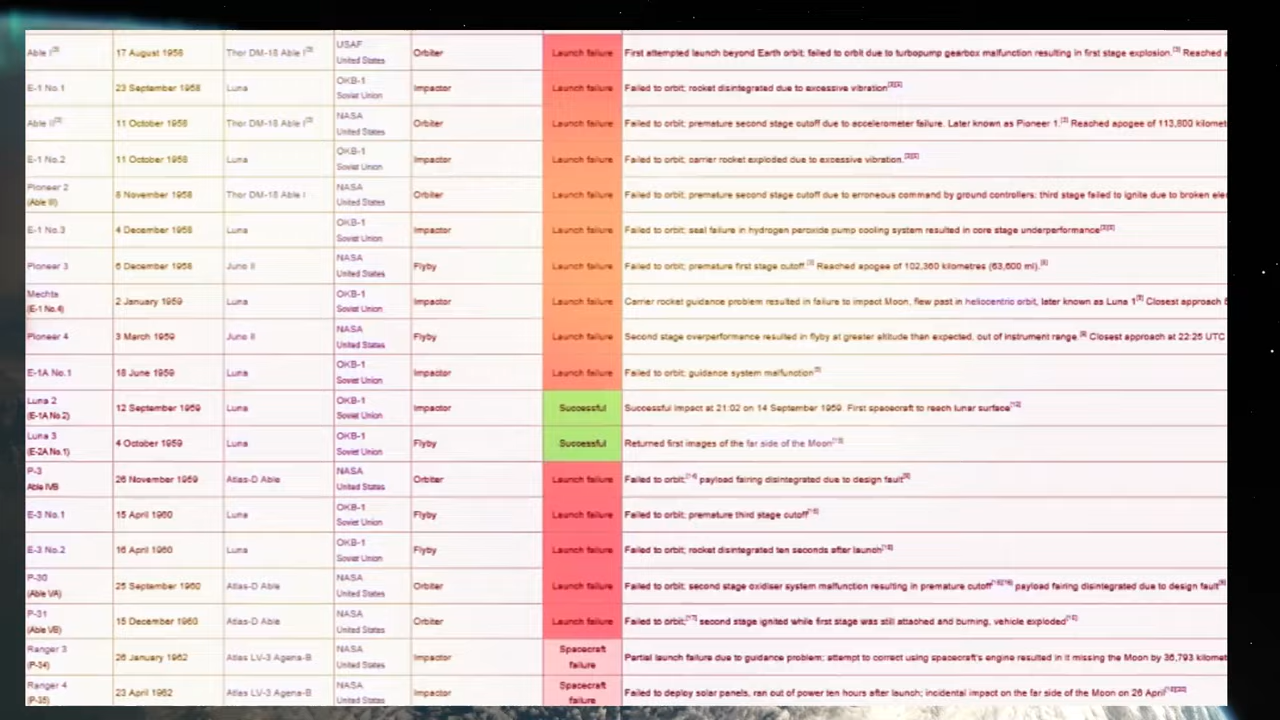 Able I[3] 17 August 1958 Thor DM-18 Able I[3] USAF United States Orbiter Launch failure First attempted launch beyond Earth orbit; failed to orbit due to turbopump gearbox malfunction resulting in first stage explosion.[3] Reached
E-1 No.1 23 September 1958 Luna OKB-1 Soviet Union Impactor Launch failure Failed to orbit; rocket disintegrated due to excessive vibration
Able II[3] 11 October 1958 Thor DM-18 Able I[3] NASA United States Orbiter Launch failure Failed to orbit; premature second stage cutoff due to accelerometer failure. Later known as Pioneer 1.[3] Reached apogee of 113,800 kilomet
E-1 No.2 11 October 1958 Luna OKB-1 Soviet Union Impactor Launch failure Failed to orbit; carrier rocket exploded due to excessive vibration.
Pioneer 2 (Able III) 8 November 1958 Thor DM-18 Able I NASA United States Orbiter Launch failure Failed to orbit; premature second stage cutoff due to erroneous command by ground controllers; third stage failed to ignite due to broken elec
E-1 No.3 4 December 1958 Luna OKB-1 Soviet Union Impactor Launch failure Failed to orbit; seal failure in hydrogen peroxide pump cooling system resulted in core stage underperformance
Pioneer 3 6 December 1958 Juno II NASA United States Flyby Launch failure Failed to orbit; premature first stage cutoff. Reached apogee of 102,360 kilometres (63,600 mi).
Mechta (E-1 No.4) 2 January 1959 Luna OKB-1 Soviet Union Impactor Launch failure Carrier rocket guidance problem resulted in failure to impact Moon, flew past in heliocentric orbit, later known as Luna 1 Closest approach
Pioneer 4 3 March 1959 Juno II NASA United States Flyby Launch failure Second stage overperformance resulted in flyby at greater altitude than expected, out of instrument range. Closest approach at 22:25 UTC
E-1A No.1 18 June 1959 Luna OKB-1 Soviet Union Impactor Launch failure Failed to orbit; guidance system malfunction
Luna 2 (E-1A No.2) 12 September 1959 Luna OKB-1 Soviet Union Impactor Successful Successful impact at 21:02 on 14 September 1959. First spacecraft to reach lunar surface
Luna 3 (E-2A No.1) 4 October 1959 Luna OKB-1 Soviet Union Flyby Successful Returned first images of the far side of the Moon
P-3 Able IVB 26 November 1959 Atlas-D Able NASA United States Orbiter Launch failure Failed to orbit; payload fairing disintegrated due to design fault
E-3 No.1 15 April 1960 Luna OKB-1 Soviet Union Flyby Launch failure Failed to orbit; premature third stage cutoff
E-3 No.2 16 April 1960 Luna OKB-1 Soviet Union Flyby Launch failure Failed to orbit; rocket disintegrated ten seconds after launch
P-30 (Able VA) 25 September 1960 Atlas-D Able NASA United States Orbiter Launch failure Failed to orbit; second stage oxidiser system malfunction resulting in premature cutoff payload fairing disintegrated due to design fault
P-31 (Able VB) 15 December 1960 Atlas-D Able NASA United States Orbiter Launch failure Failed to orbit; second stage ignited while first stage was still attached and burning, vehicle exploded
Ranger 3 (P-34) 26 January 1962 Atlas LV-3 Agena-B NASA United States Impactor Spacecraft failure Partial launch failure due to guidance problem; attempt to correct using spacecraft's engine resulted in it missing the Moon by 36,793 kilomet
Ranger 4 (P-35) 23 April 1962 Atlas LV-3 Agena-B NASA United States Impactor Spacecraft failure Failed to deploy solar panels, ran out of power ten hours after launch; incidental impact on the far side of the Moon on 26 April